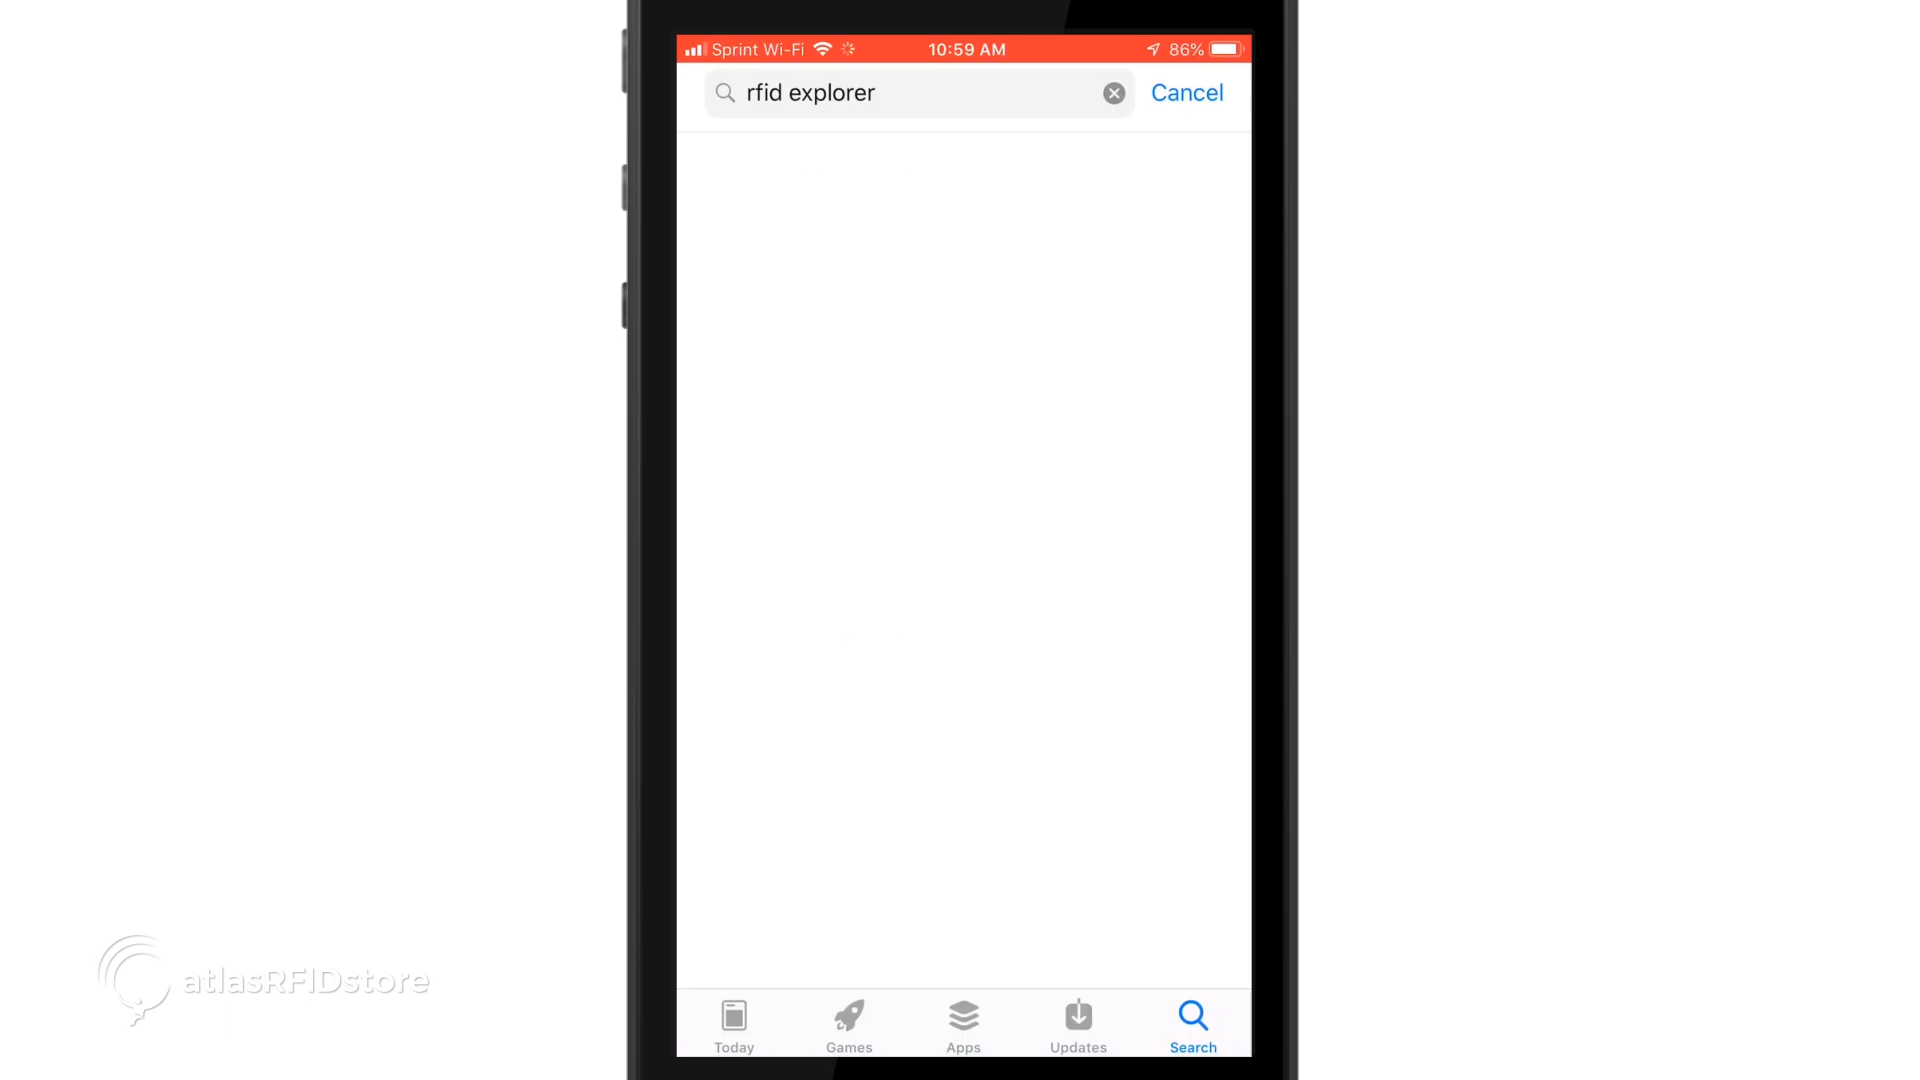 Sprint Wi-Fi 10:59 AM 86%
rfid explorer Cancel
atlasRFIDstore
Today Games Apps Updates Search